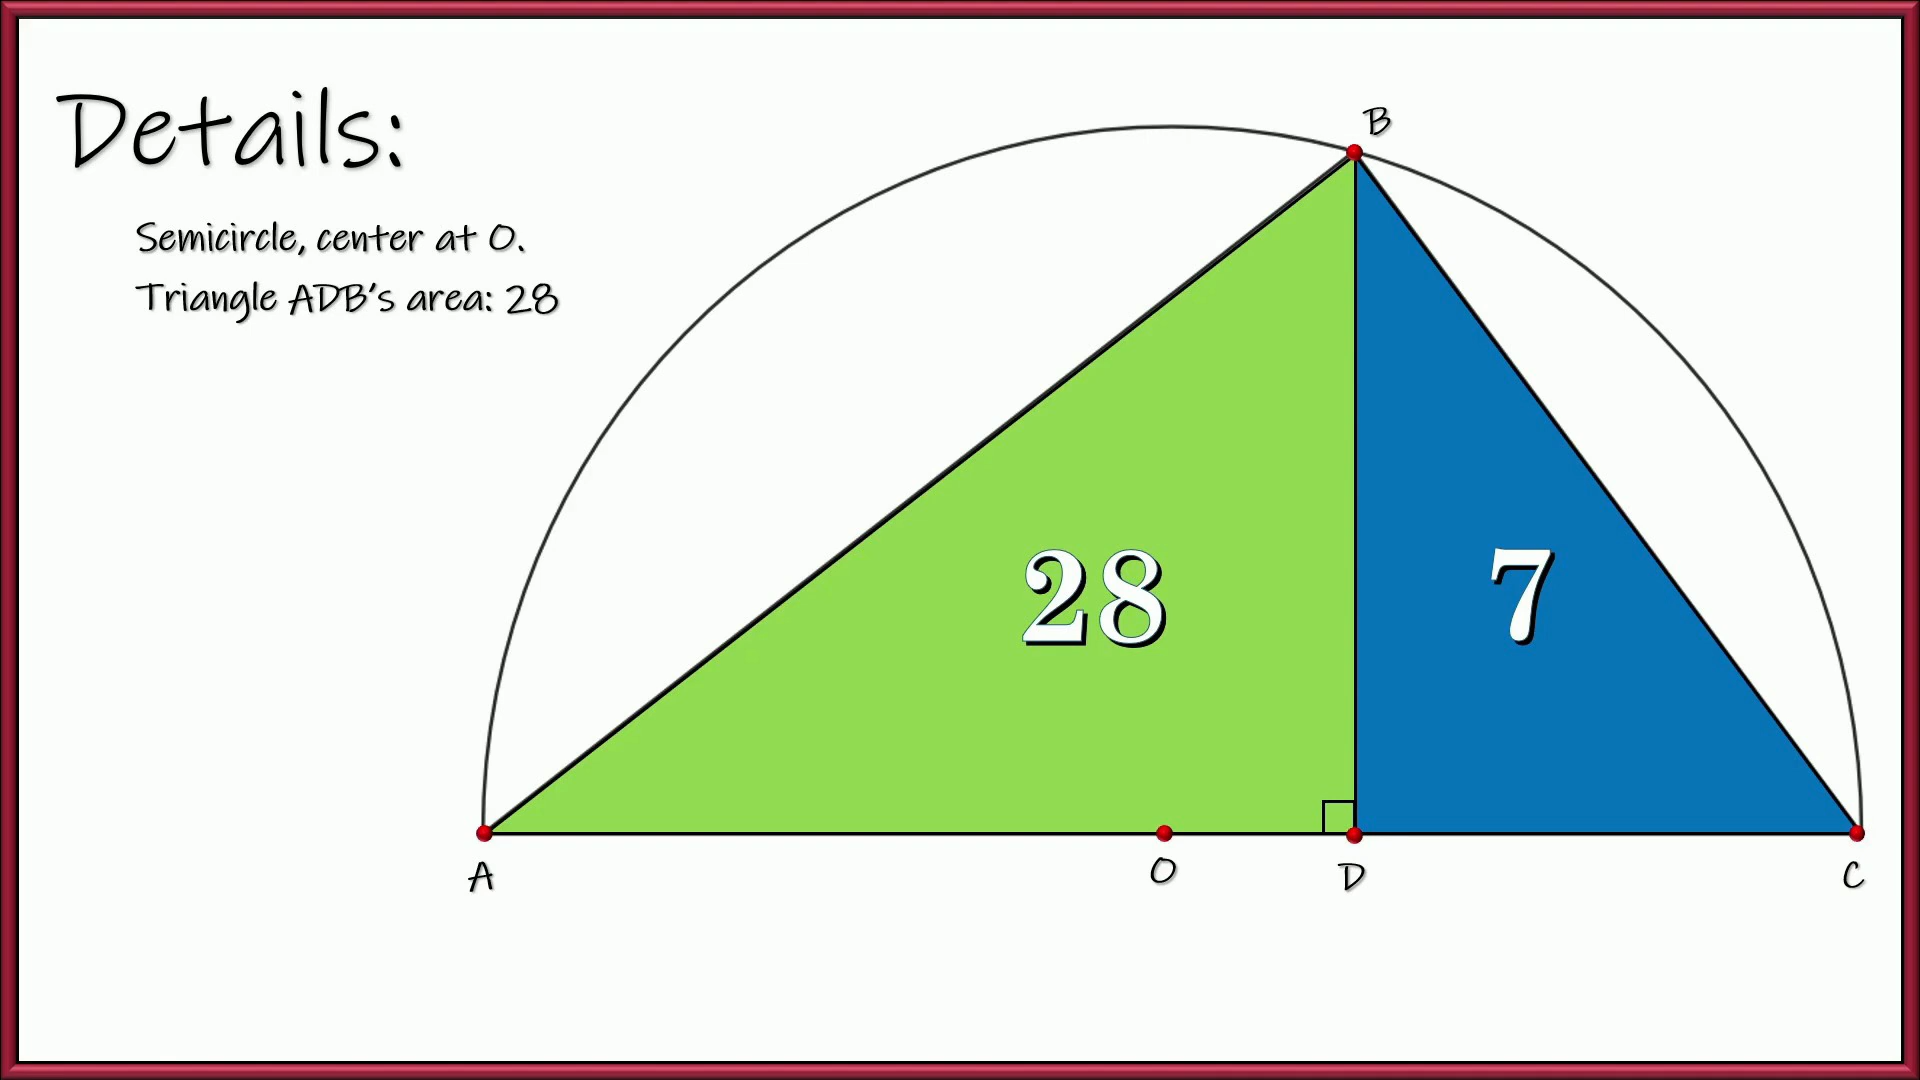 Details:
Semicircle, center at O.
Triangle ADB's area: 28
B
28
7
A
O
D
C